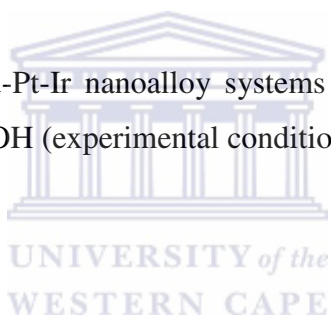 -Pt-Ir nanoalloy systems
OH (experimental conditio
UNIVERSITY of the
WESTERN CAPE